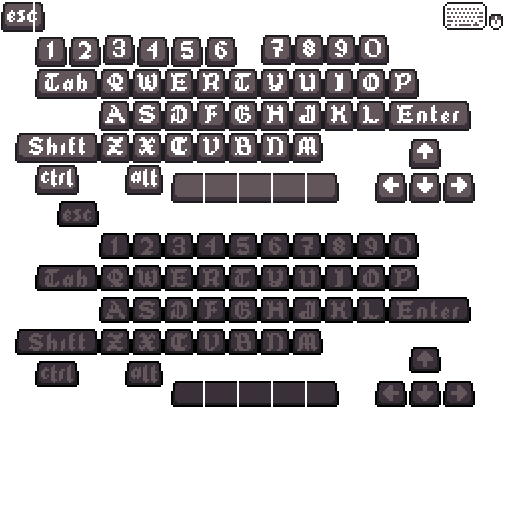 esc
1 2 3 4 5 6 7 8 9 0
Tab Q W E R T Y U I O P
A S D F G H J K L Enter
Shift Z X C V B N M
ctrl alt
esc
1 2 3 4 5 6 7 8 9 0
Tab Q W E R T Y U I O P
A S D F G H J K L Enter
Shift Z X C V B N M
ctrl alt